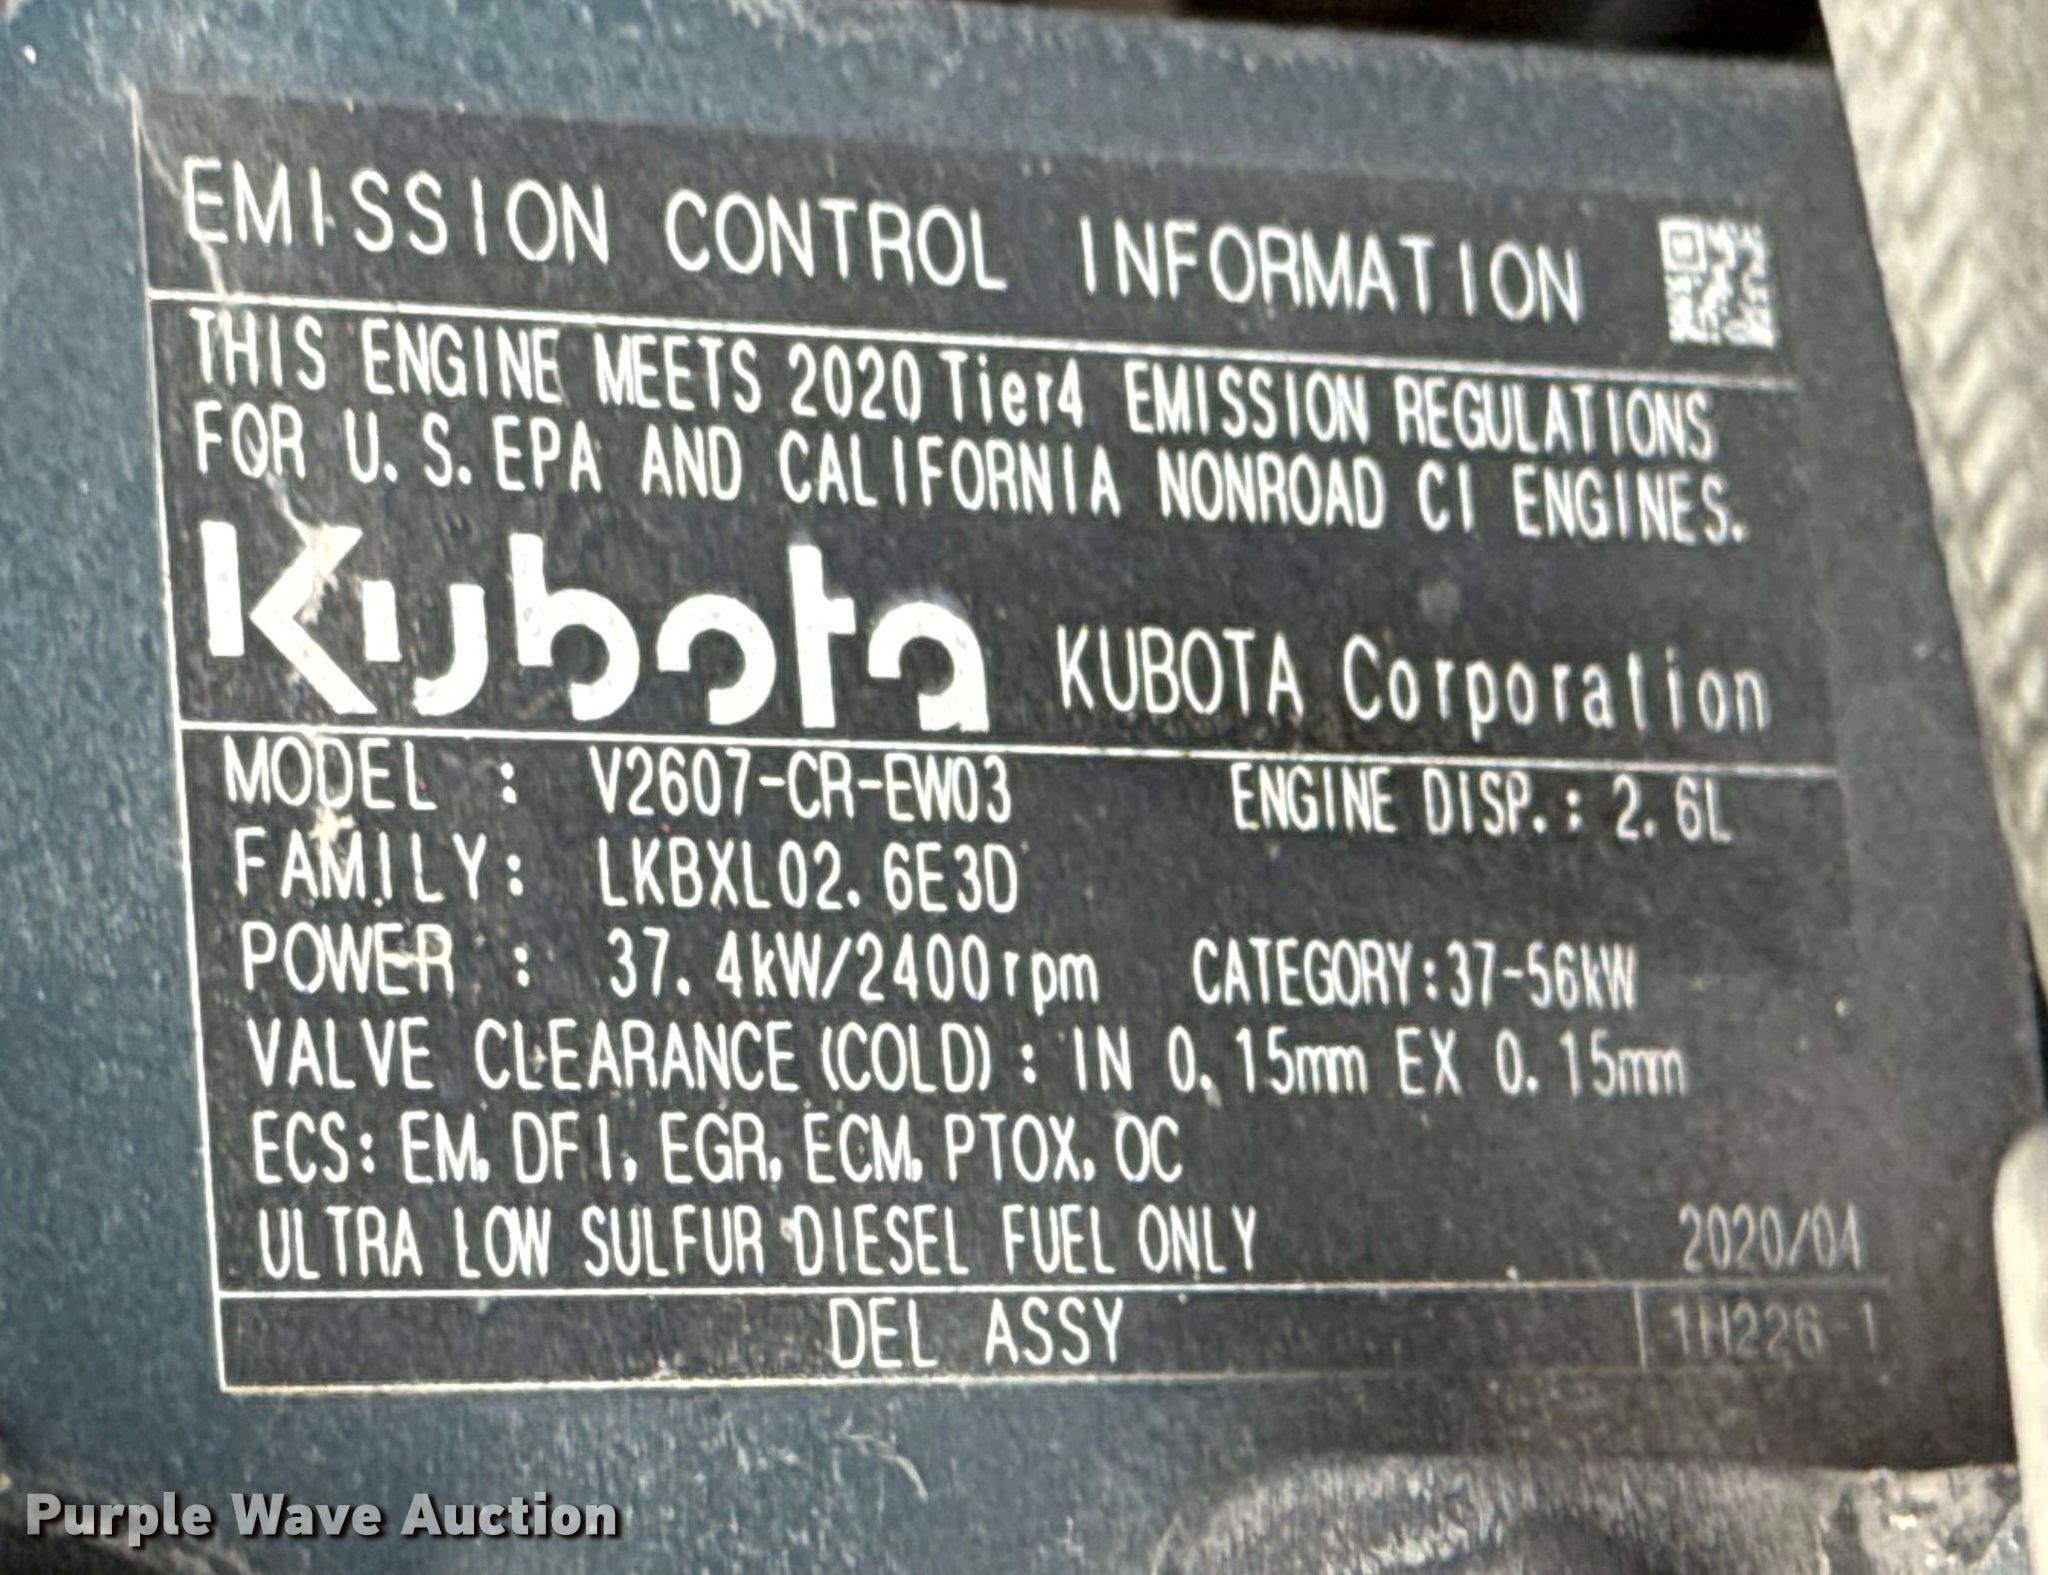 EMISSION CONTROL INFORMATION
THIS ENGINE MEETS 2020 Tier4 EMISSION REGULATIONS
FOR U.S.EPA AND CALIFORNIA NONROAD CI ENGINES.
Kubota KUBOTA Corporation
MODEL : V2607-CR-EW03 ENGINE DISP.: 2.6L
FAMILY: LKBXL02.6E3D
POWER : 37.4kW/2400rpm CATEGORY:37-56kW
VALVE CLEARANCE(COLD): IN 0.15mm EX 0.15mm
ECS: EM, DFI, EGR, ECM, PTOX, OC
ULTRA LOW SULFUR DIESEL FUEL ONLY 2020/04
DEL ASSY 1H226-1
Purple Wave Auction